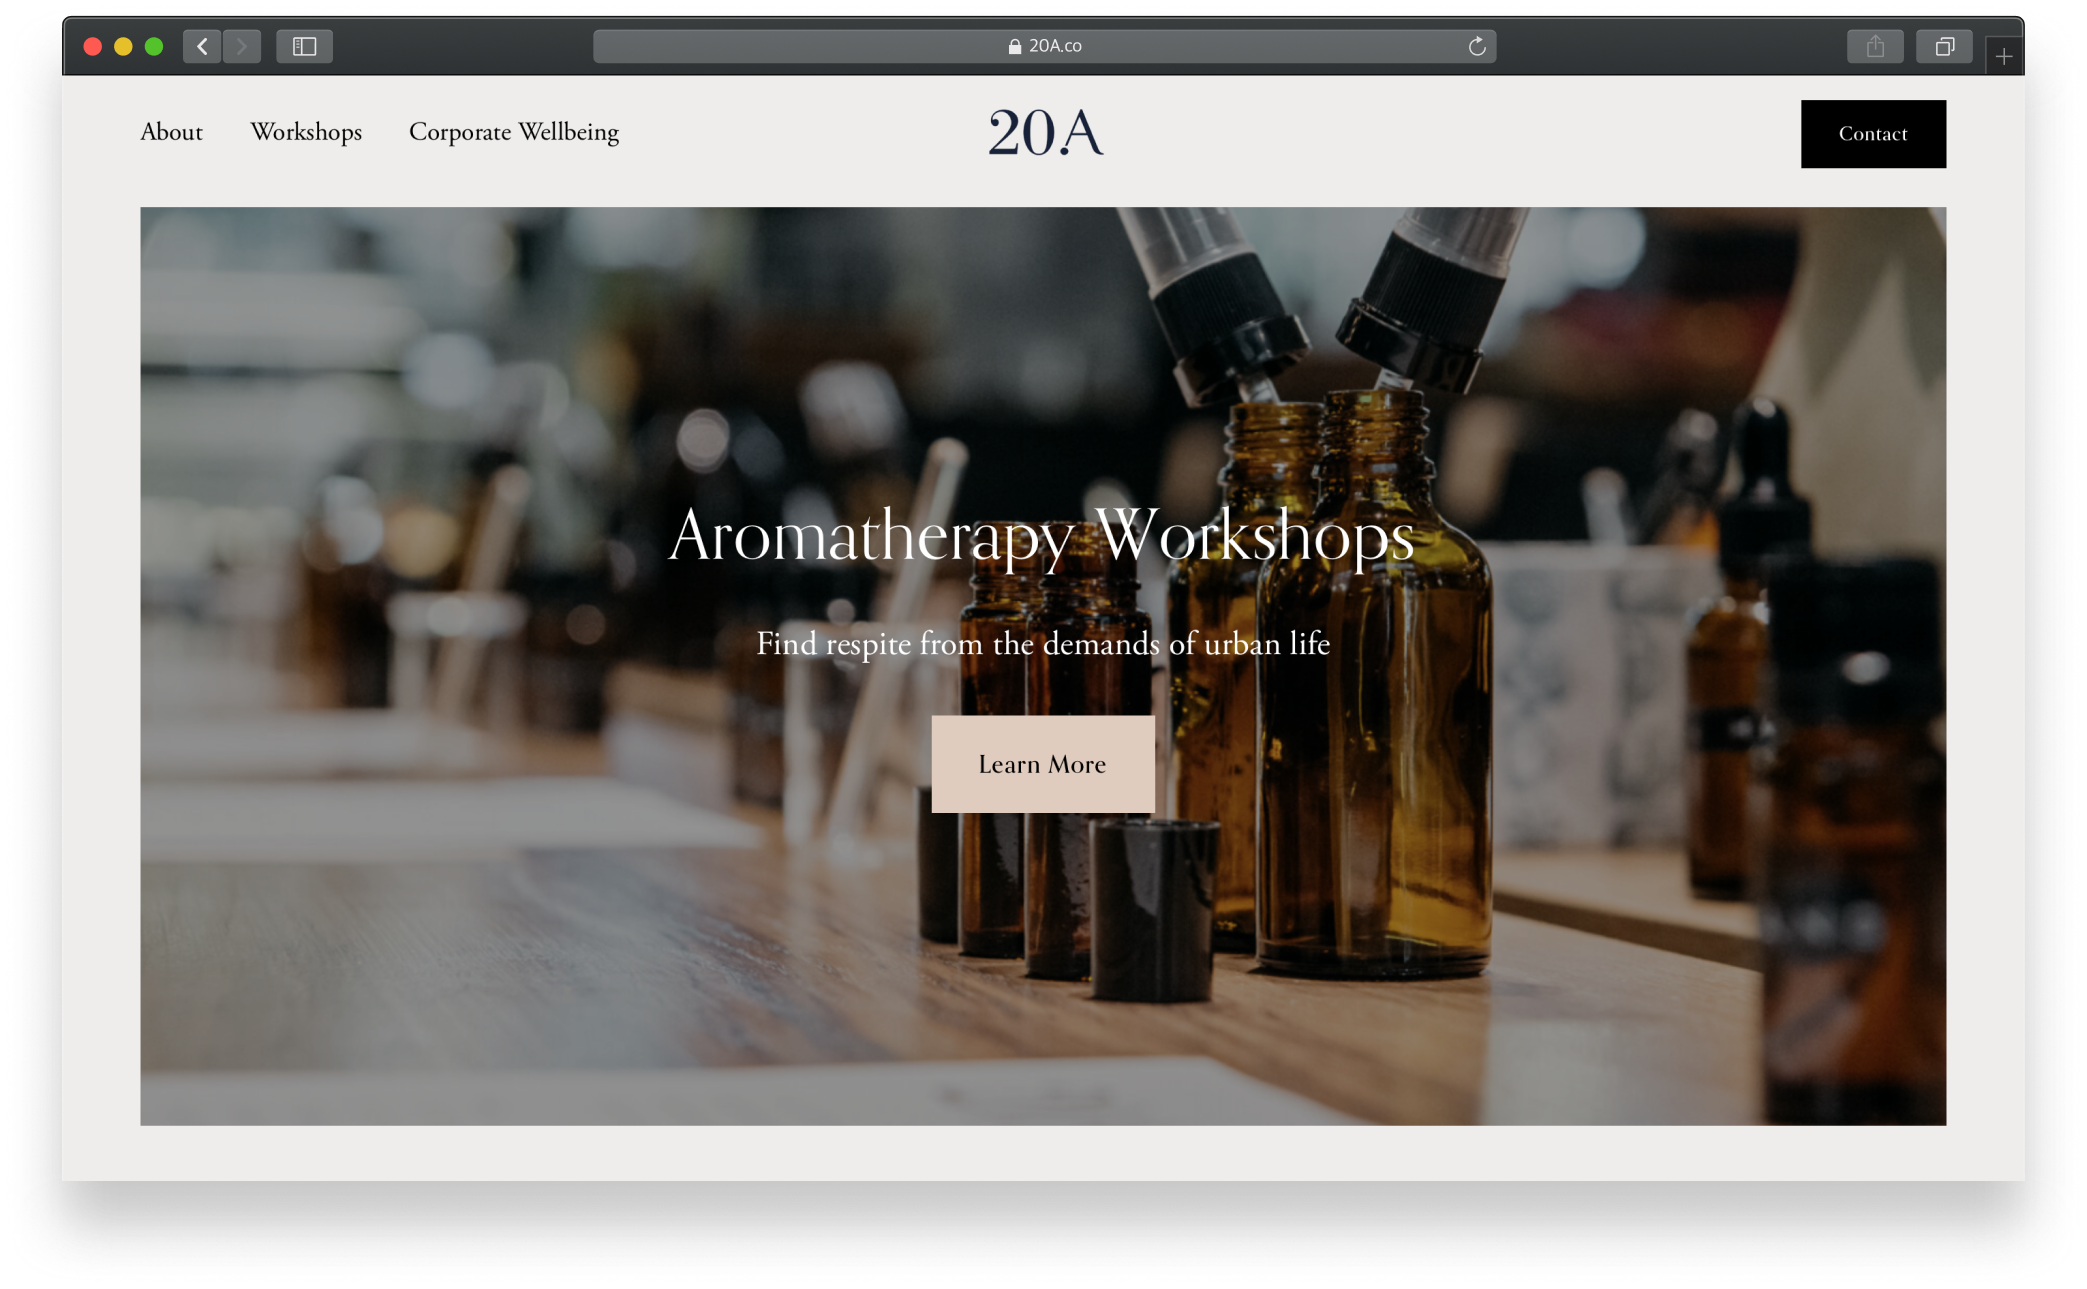 20A.co
About
Workshops
Corporate Wellbeing
20.A
Contact
Aromatherapy Workshops
Find respite from the demands of urban life
Learn More